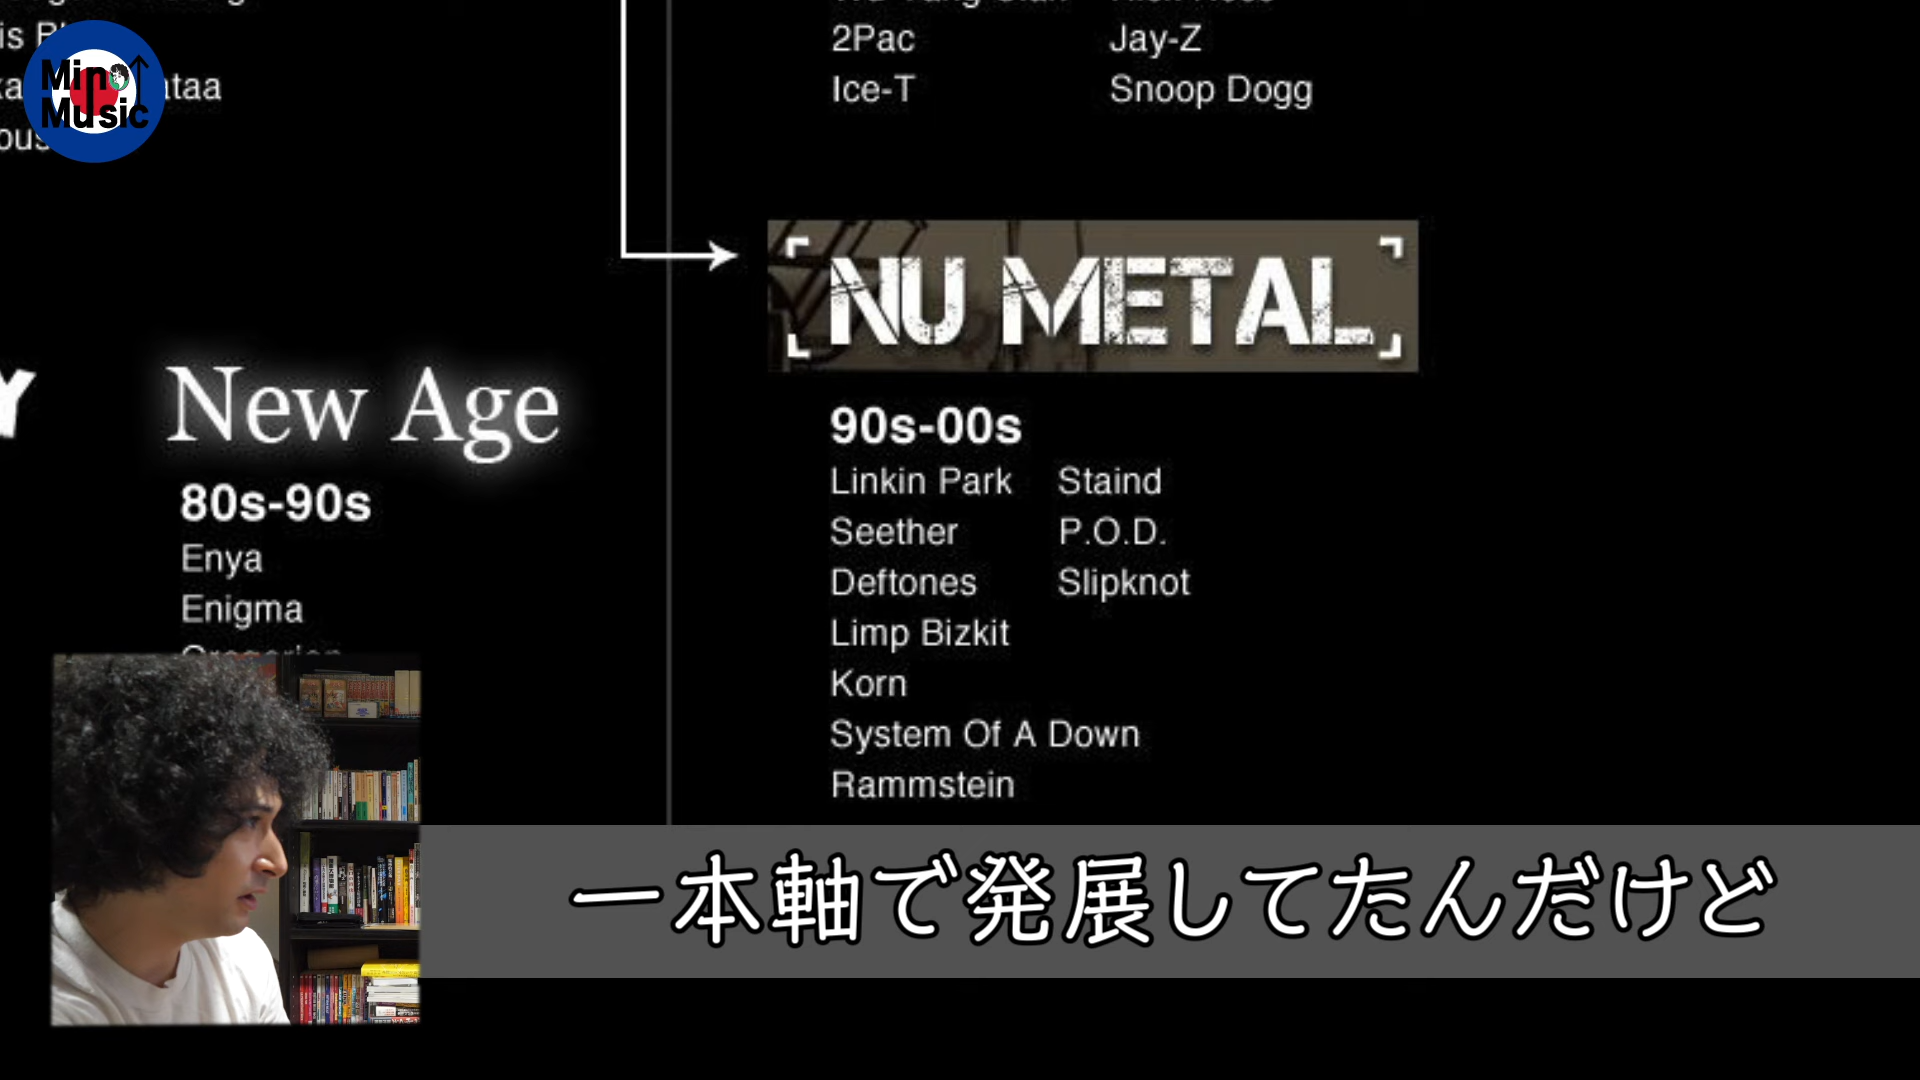 2Pac
Jay-Z
Ice-T
Snoop Dogg
Min
Music
NU METAL
90s-00s
Linkin Park
Staind
Seether
P.O.D.
Deftones
Slipknot
Limp Bizkit
Korn
System Of A Down
Rammstein
New Age
80s-90s
Enya
Enigma
一本軸で発展してたんだけど